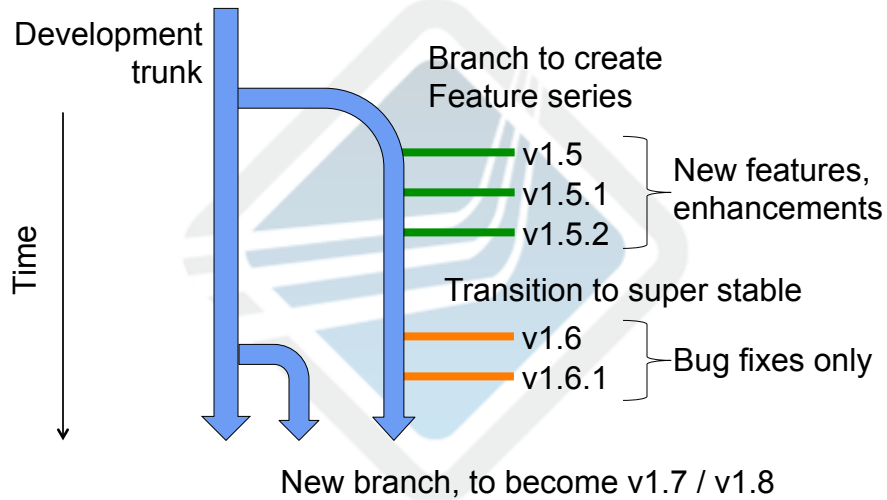 Development
trunk
Branch to create
Feature series
v1.5
v1.5.1
v1.5.2
New features,
enhancements
Time
Transition to super stable
v1.6
v1.6.1
Bug fixes only
New branch, to become v1.7 / v1.8